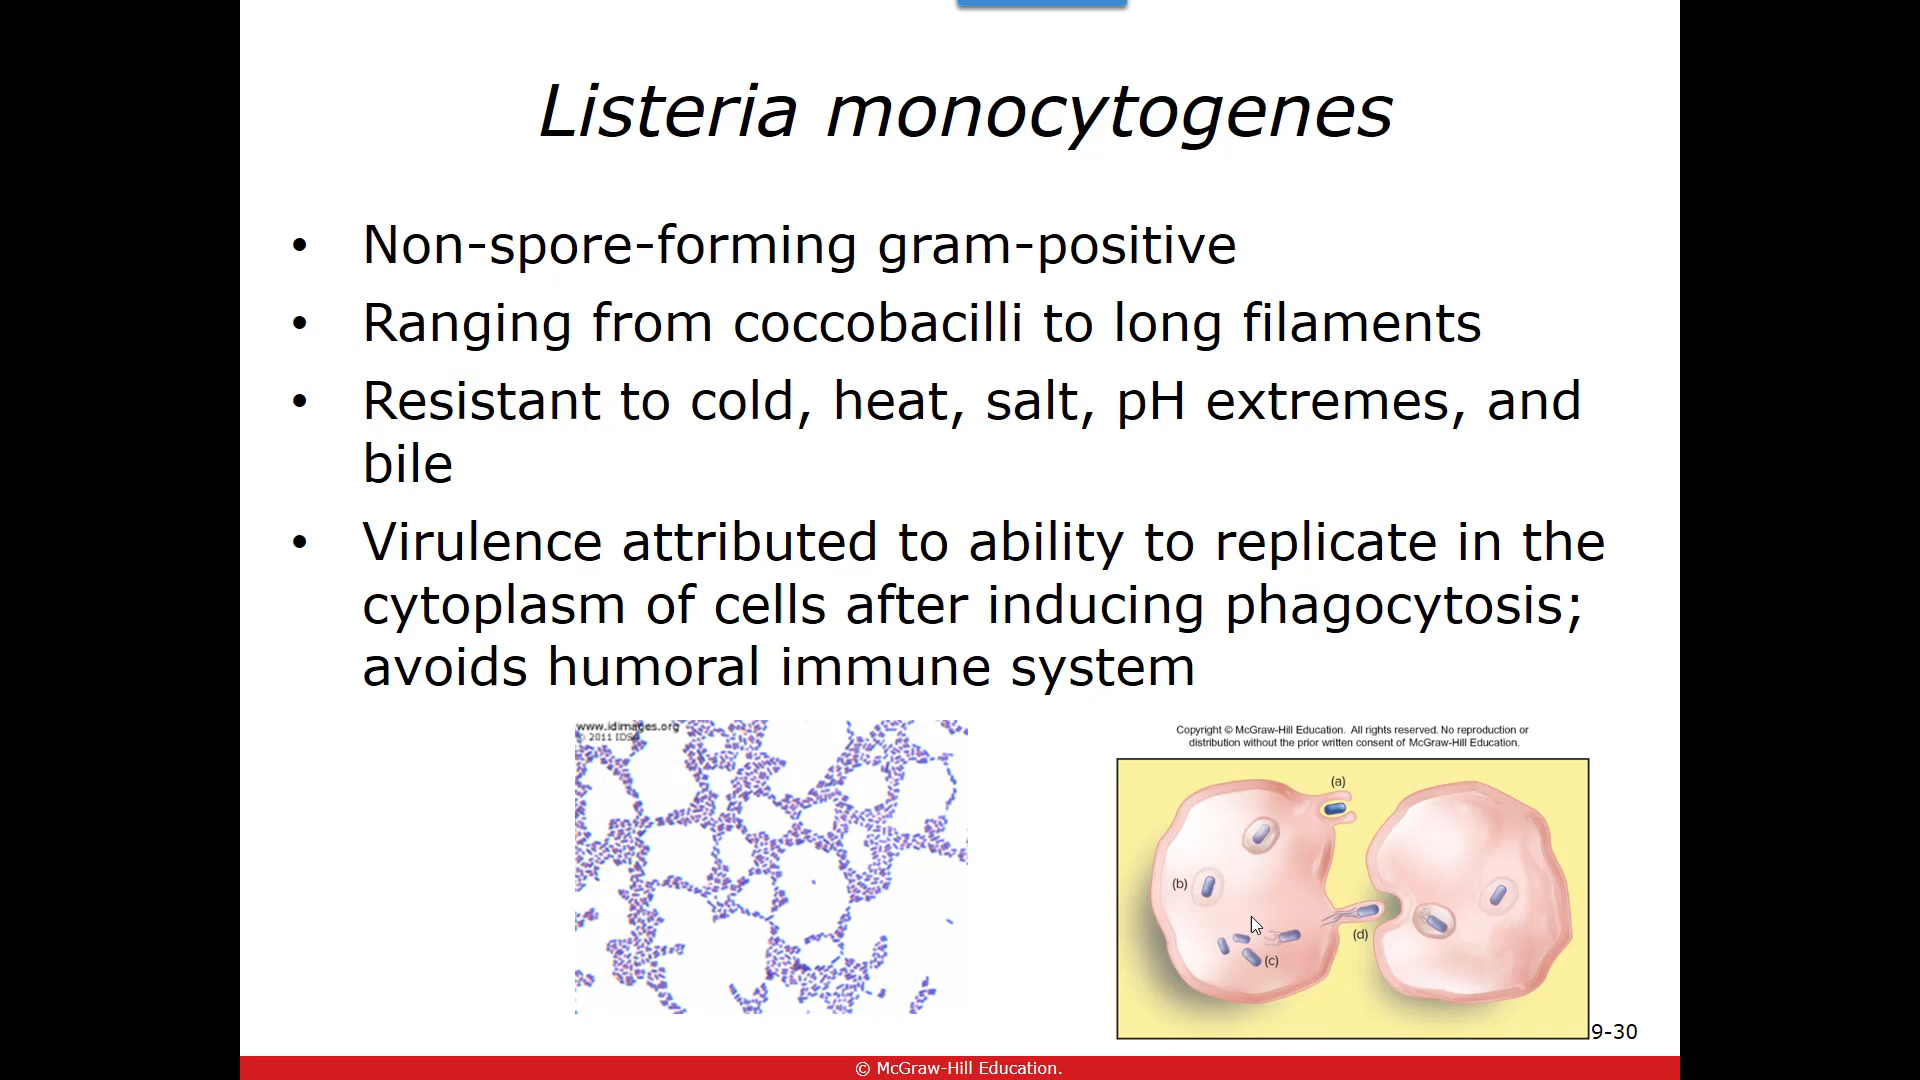 Listeria monocytogenes
• Non-spore-forming gram-positive
• Ranging from coccobacilli to long filaments
• Resistant to cold, heat, salt, pH extremes, and
bile
• Virulence attributed to ability to replicate in the
cytoplasm of cells after inducing phagocytosis;
avoids humoral immune system
www.idimages.org
© 2011 IDSA
Copyright © McGraw-Hill Education. All rights reserved. No reproduction or
distribution without the prior written consent of McGraw-Hill Education.
(a)
(b)
(d)
(c)
9-30
© McGraw-Hill Education.